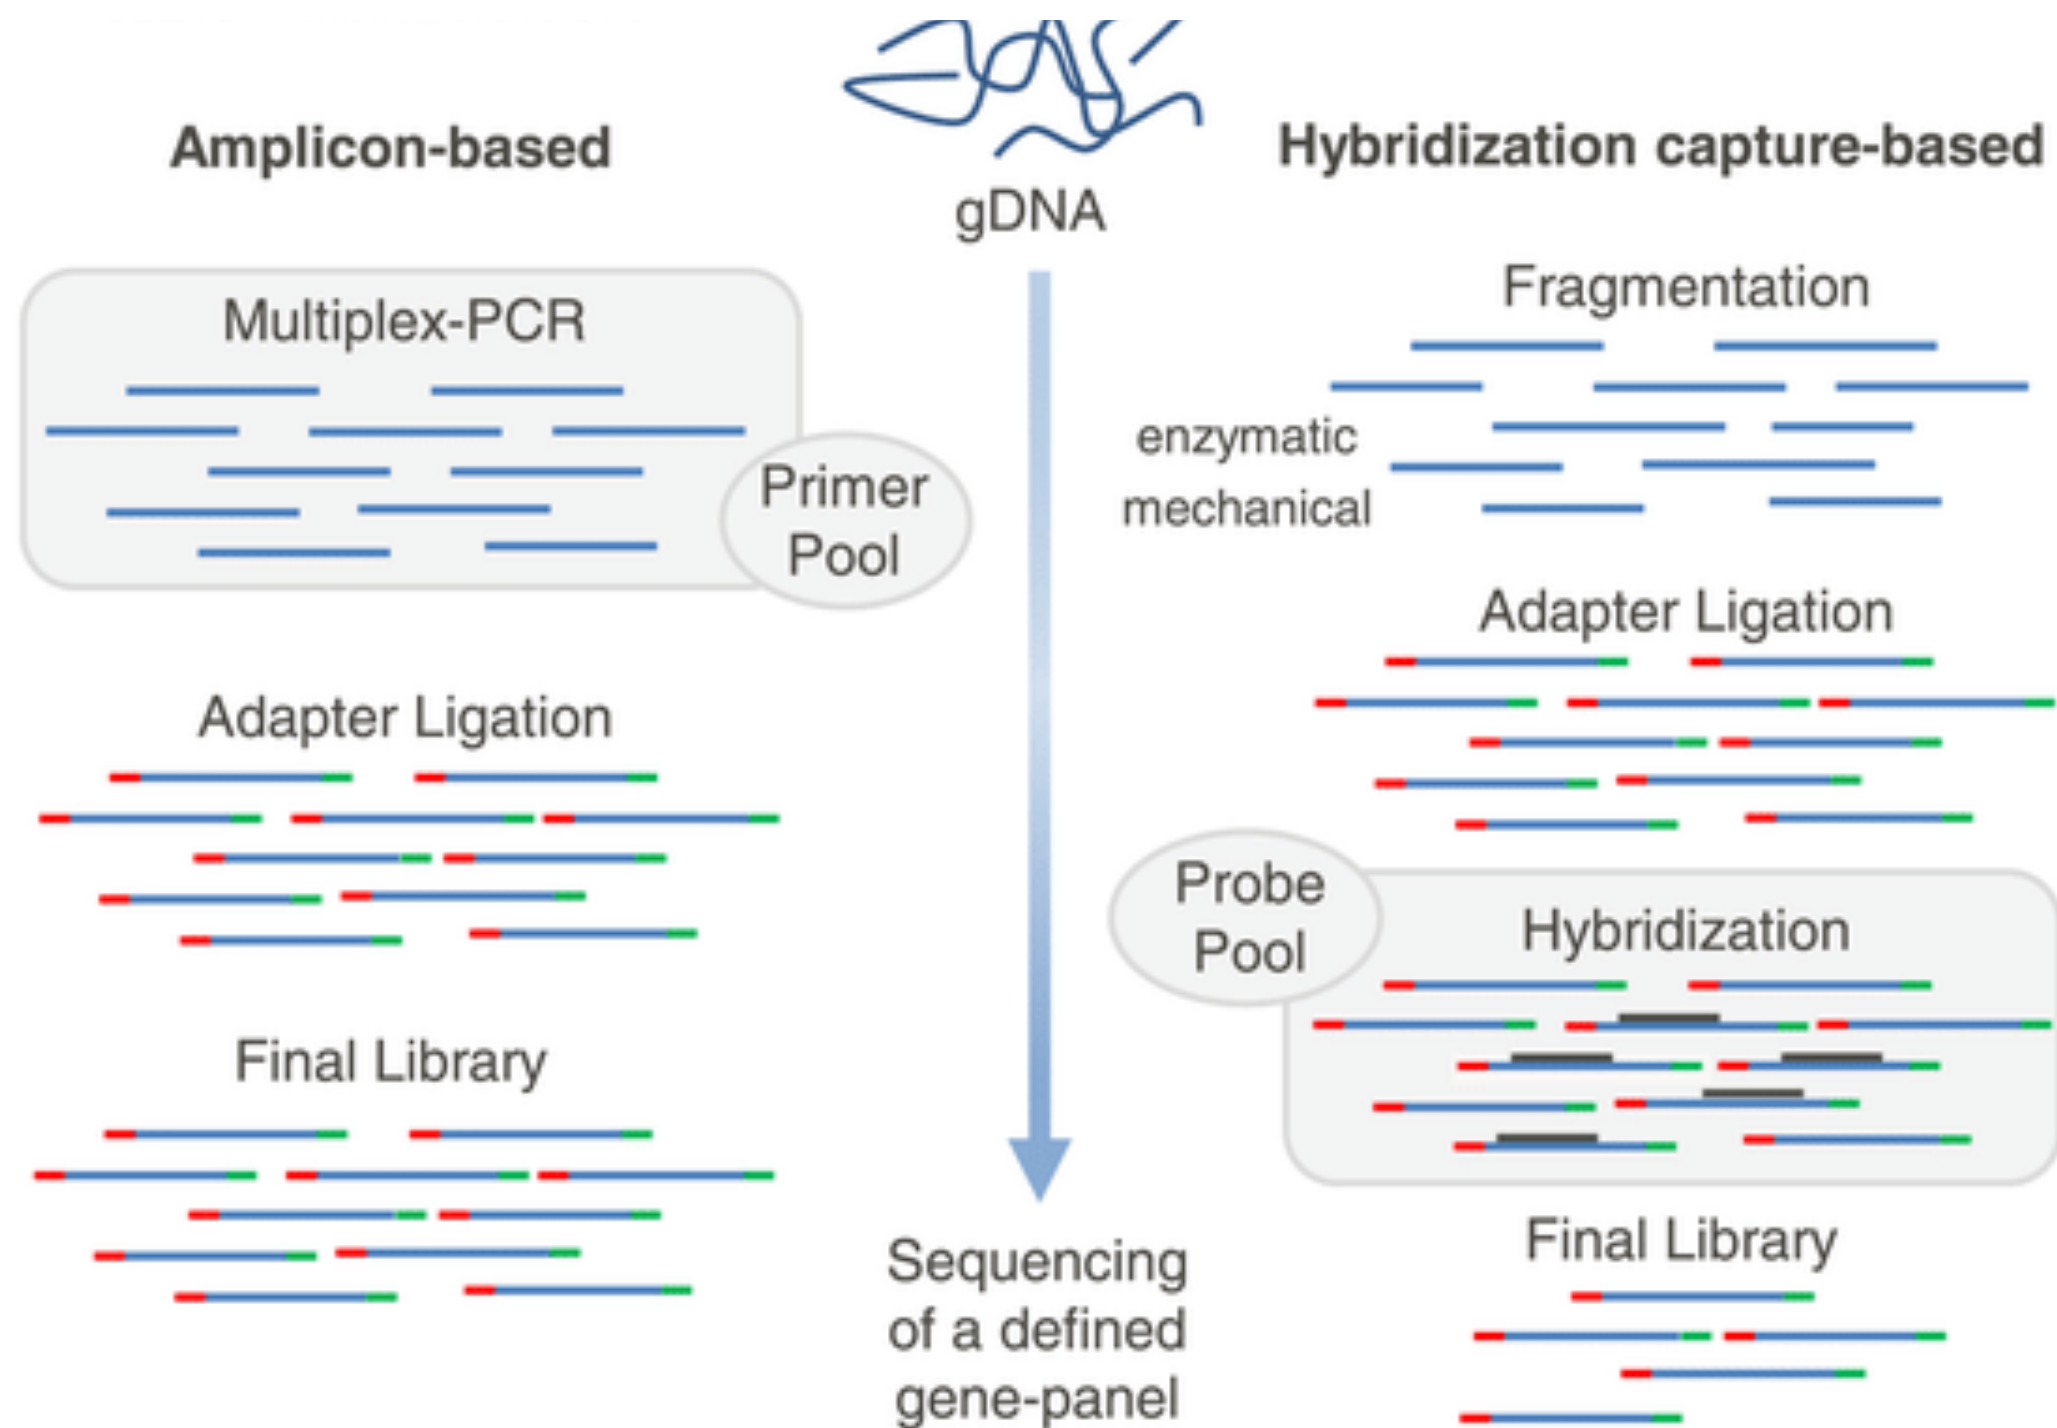 Amplicon-based
Multiplex-PCR
Primer
Pool
Adapter Ligation
Final Library
gDNA
Sequencing
of a defined
gene-panel
Hybridization capture-based
Fragmentation
enzymatic
mechanical
Adapter Ligation
Probe
Pool
Hybridization
Final Library